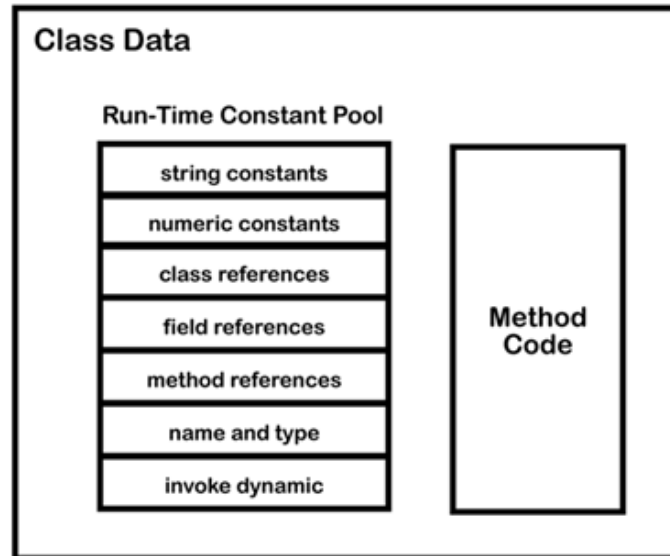 Class Data
Run-Time Constant Pool
string constants
numeric constants
class references
field references
method references
name and type
invoke dynamic
Method
Code